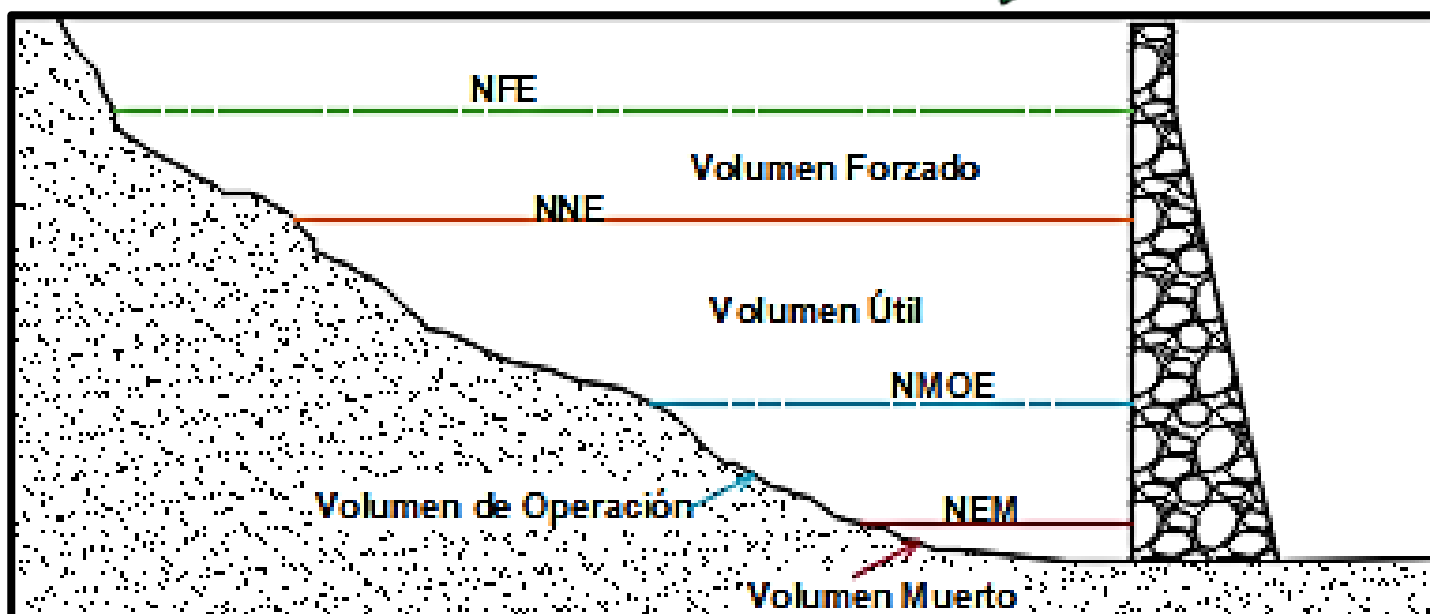 NFE
Volumen Forzado
NNE
Volumen Útil
NMOE
Volumen de Operación
NEM
Volumen Muerto